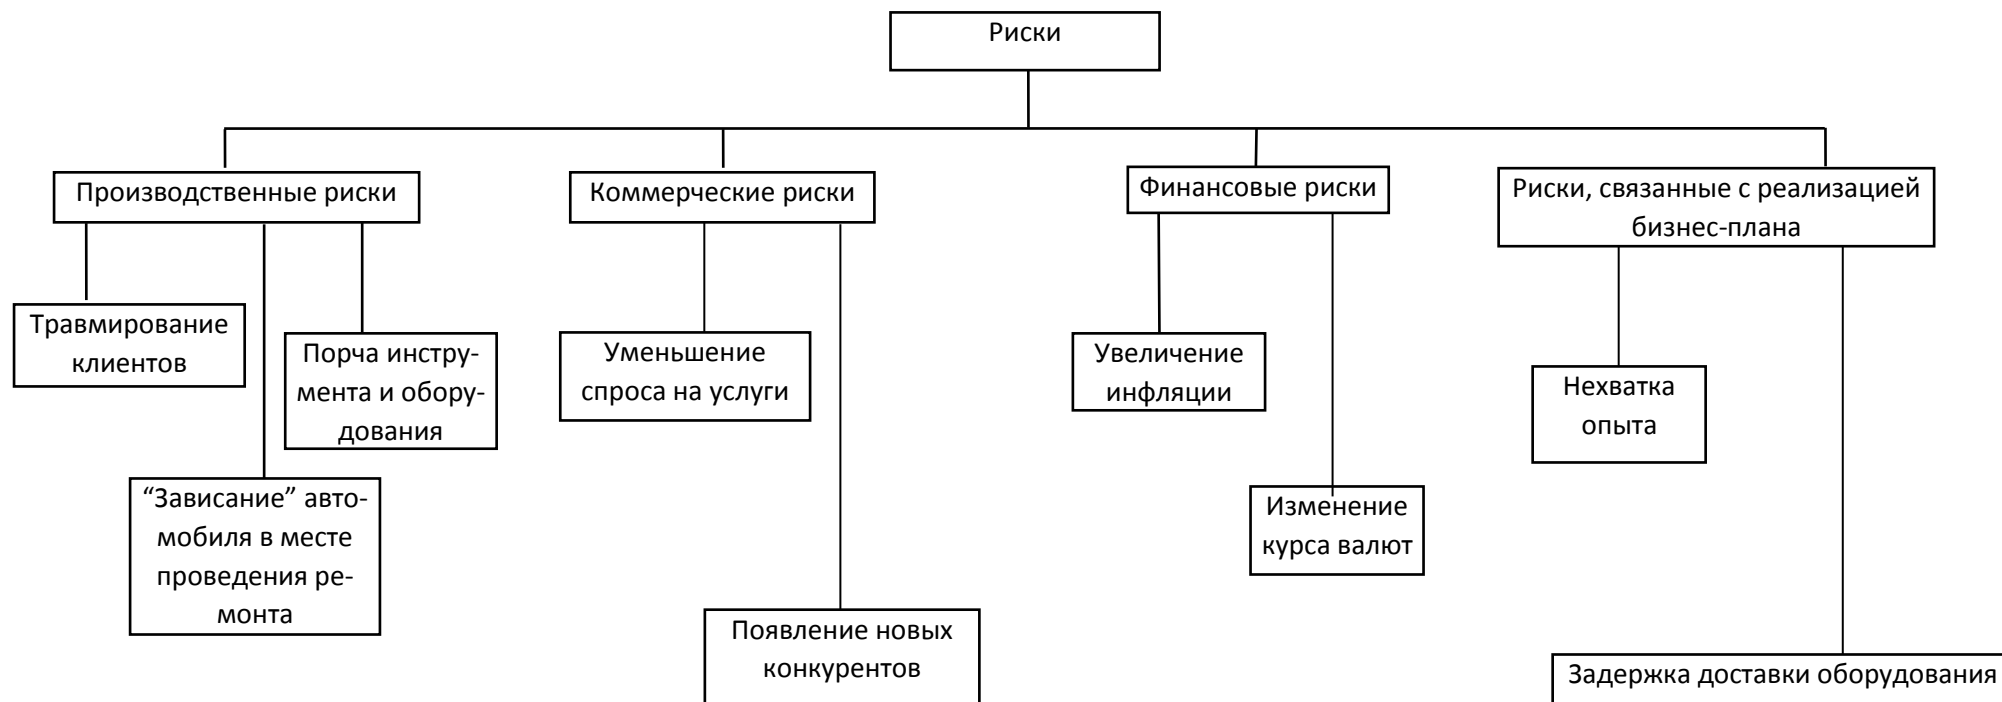 Риски
Производственные риски
Коммерческие риски
Финансовые риски
Риски, связанные с реализацией
бизнес-плана
Травмирование
клиентов
Порча инстру-
мента и обору-
дования
Уменьшение
спроса на услуги
Увеличение
инфляции
Нехватка
опыта
“Зависание” авто-
мобиля в месте
проведения ре-
монта
Изменение
курса валют
Появление новых
конкурентов
Задержка доставки оборудования